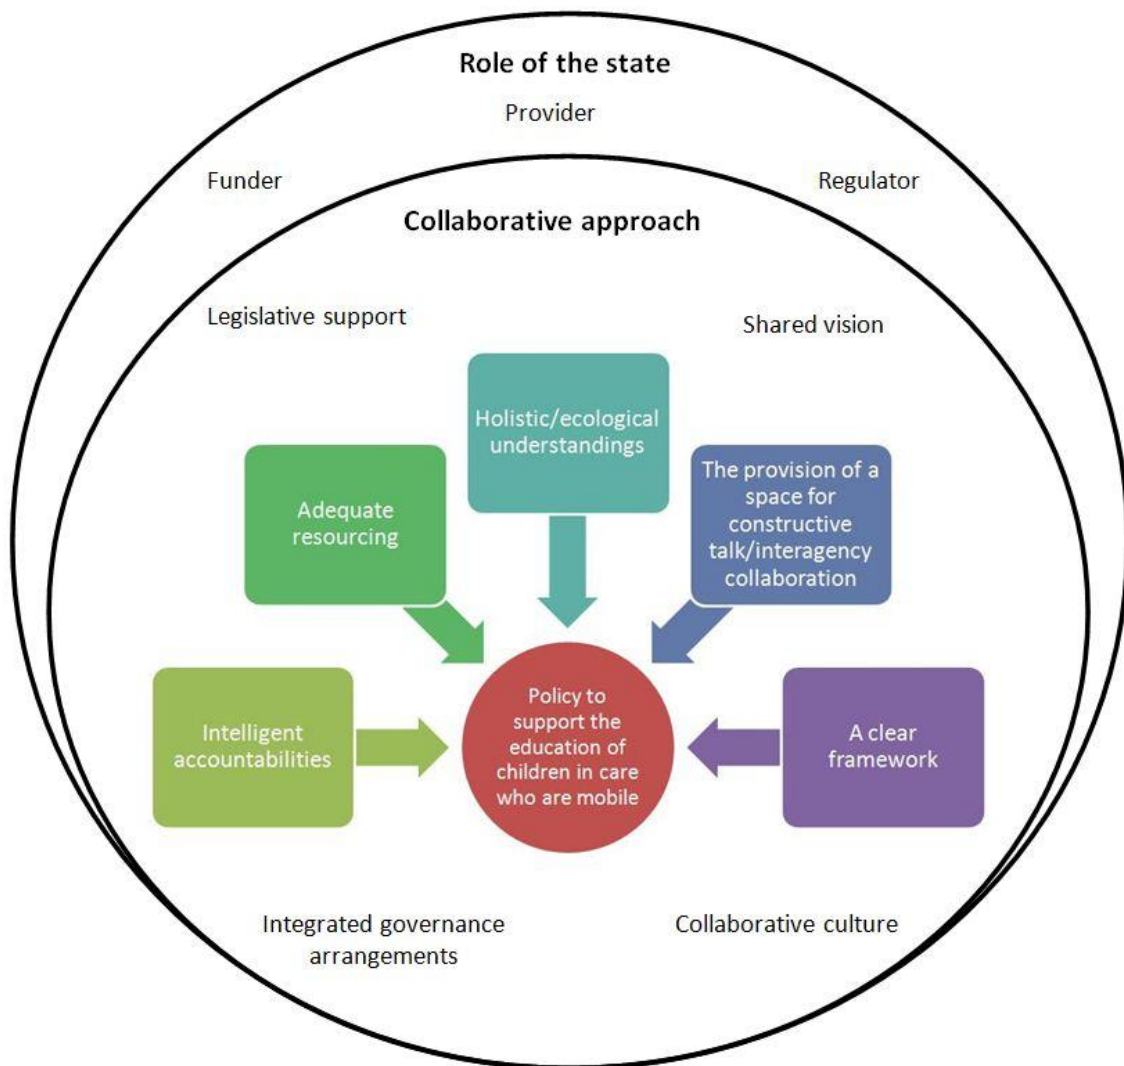 Role of the state
Provider
Funder
Regulator
Collaborative approach
Legislative support
Shared vision
Holistic/ecological
understandings
Adequate
resourcing
The provision of a
space for
constructive
talk/interagency
collaboration
Intelligent
accountabilities
Policy to
support the
education of
children in care
who are mobile
A clear
framework
Integrated governance
arrangements
Collaborative culture